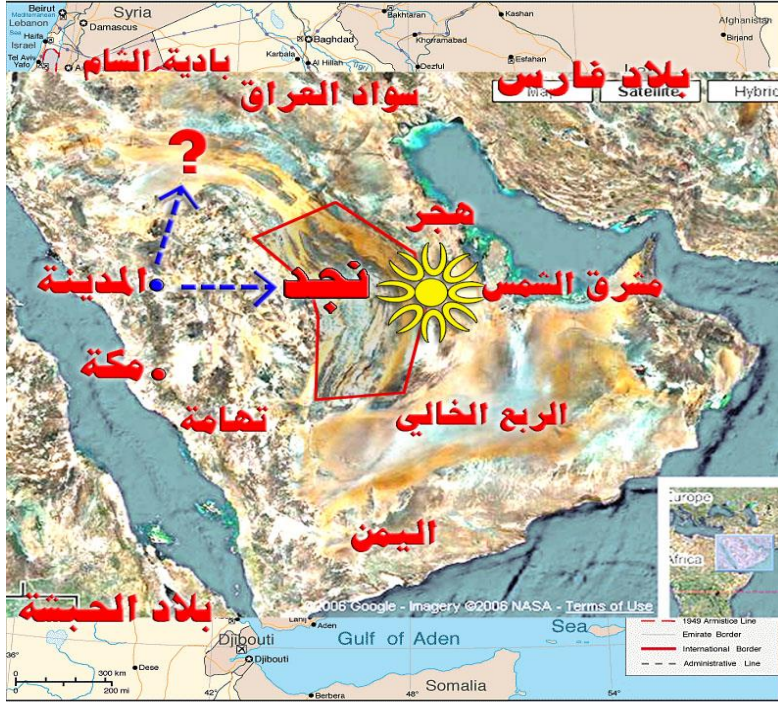 Beirut
Mediterranean
Sea
Lebanon
Syria
Damascus
Haifa
Israel
Tel Aviv
Yafo
Baghdad
Karbala
Al Hillah
Bakhtaran
Khorramabad
Dezful
Kashan
Esfahan
Afghanistan
Birjand
بادية الشام
سواد العراق
بلاد فارس
Map
Satellite
Hybrid
?
هجر
المدينة
نجد
مشرق الشمس
مكة
تهامة
الربع الخالي
اليمن
بلاد الحبشة
Europe
Africa
©2006 Google - Imagery ©2006 NASA - Terms of Use
Aden
Djibouti
Djibouti
Gulf of Aden
Sea
1949 Armistice Line
Emirate Border
International Border
Administrative Line
36°
Dese
300 km
200 mi
42°
Berbera
48°
Somalia
54°